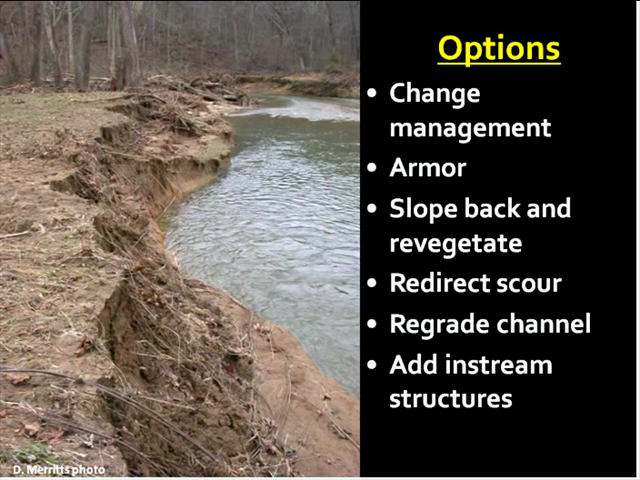 Options
• Change
management
• Armor
• Slope back and
revegetate
• Redirect scour
• Regrade channel
• Add instream
structures
D. Merritts photo